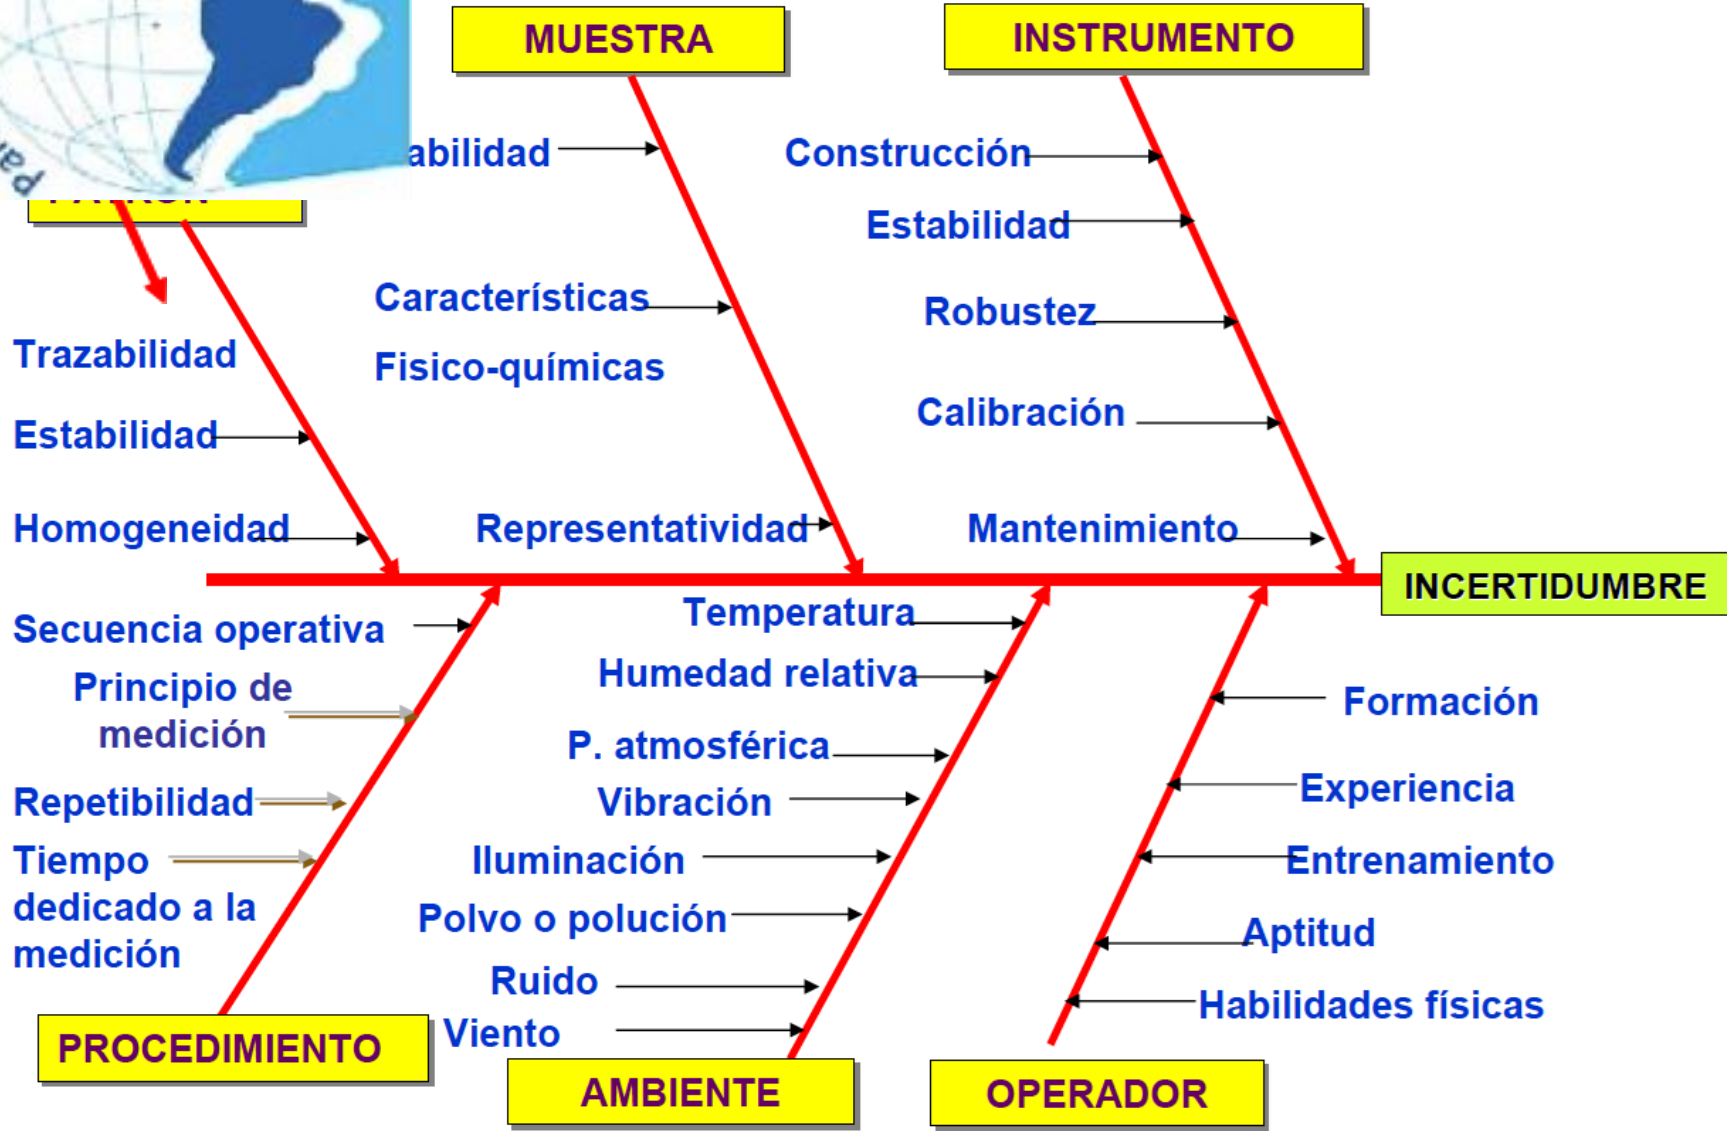 MUESTRA
INSTRUMENTO
abilidad
Construcción
Estabilidad
Características
Robustez
Fisico-químicas
Calibración
Trazabilidad
Estabilidad
Homogeneidad
Representatividad
Mantenimiento
INCERTIDUMBRE
Secuencia operativa
Principio de
medición
Repetibilidad
Tiempo
dedicado a la
medición
PROCEDIMIENTO
Temperatura
Humedad relativa
P. atmosférica
Vibración
Iluminación
Polvo o polución
Ruido
Viento
AMBIENTE
Formación
Experiencia
Entrenamiento
Aptitud
Habilidades físicas
OPERADOR